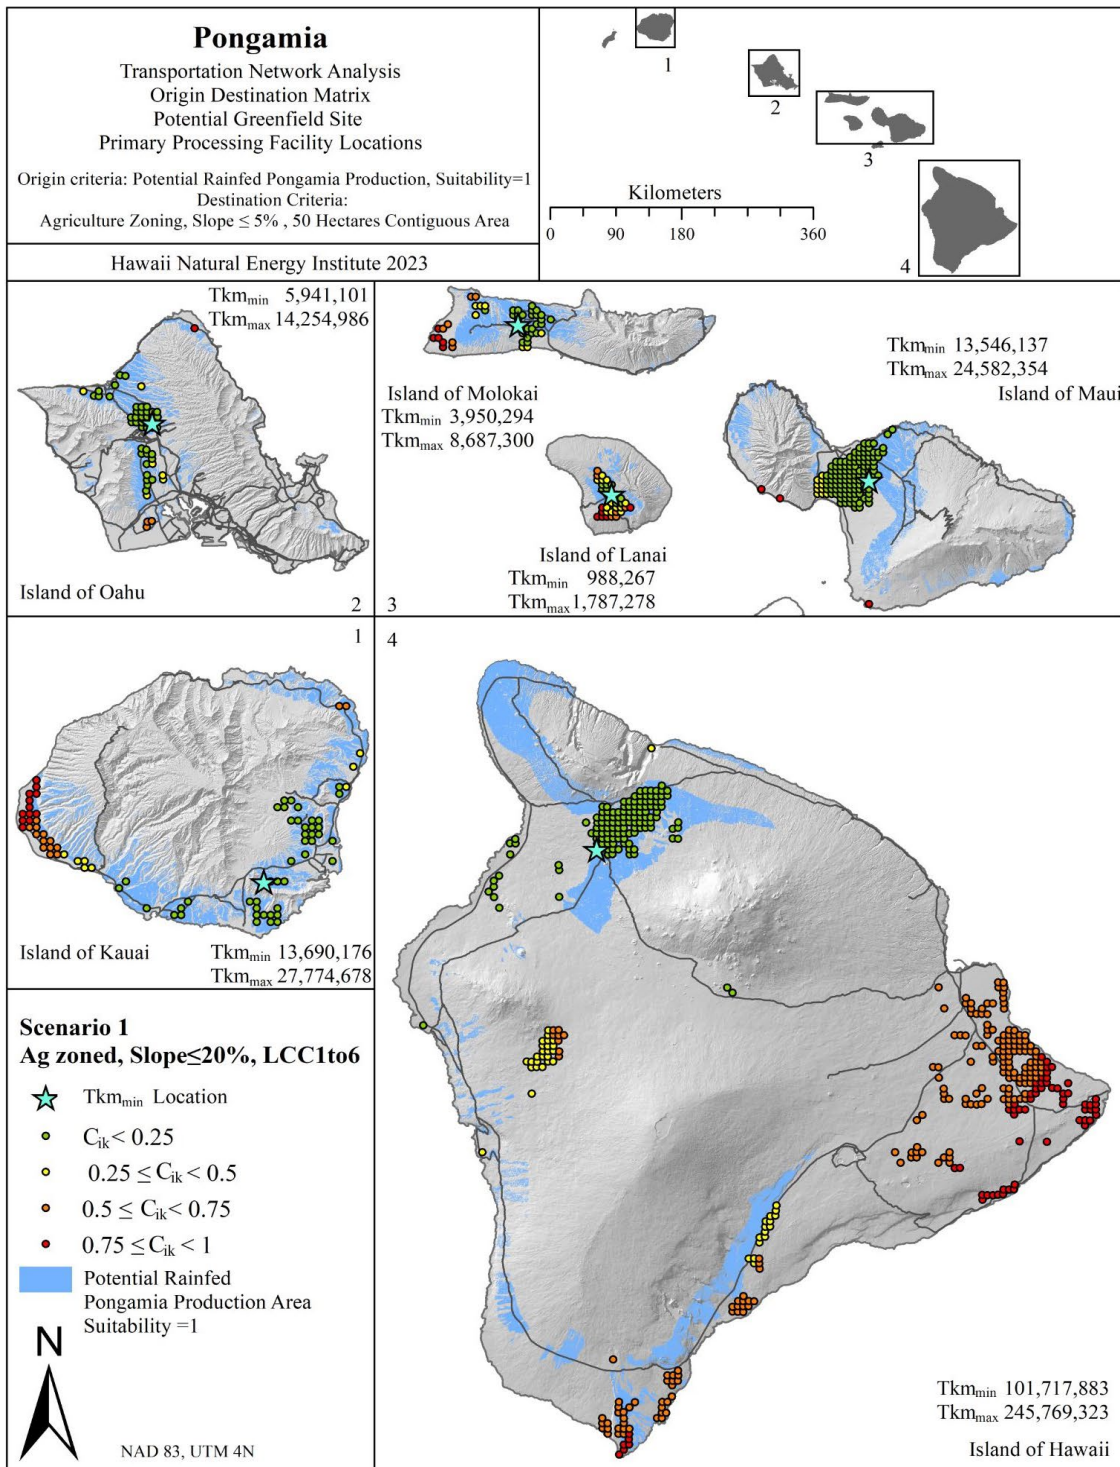 Pongamia
Transportation Network Analysis
Origin Destination Matrix
Potential Greenfield Site
Primary Processing Facility Locations
Origin criteria: Potential Rainfed Pongamia Production, Suitability=1
Destination Criteria:
Agriculture Zoning, Slope ≤ 5% , 50 Hectares Contiguous Area
Hawaii Natural Energy Institute 2023
1
2
3
4
Kilometers
0 90 180 360
Tkmmin 5,941,101
Tkmmax 14,254,986
Island of Oahu
2
Island of Molokai
Tkmmin 3,950,294
Tkmmax 8,687,300
Island of Lanai
Tkmmin 988,267
Tkmmax 1,787,278
Tkmmin 13,546,137
Tkmmax 24,582,354
Island of Maui
3
1
Island of Kauai
Tkmmin 13,690,176
Tkmmax 27,774,678
4
Tkmmin 101,717,883
Tkmmax 245,769,323
Island of Hawaii
Scenario 1
Ag zoned, Slope≤20%, LCC1to6
Tkmmin Location
Cik < 0.25
0.25 ≤ Cik < 0.5
0.5 ≤ Cik < 0.75
0.75 ≤ Cik < 1
Potential Rainfed
Pongamia Production Area
Suitability =1
N
NAD 83, UTM 4N